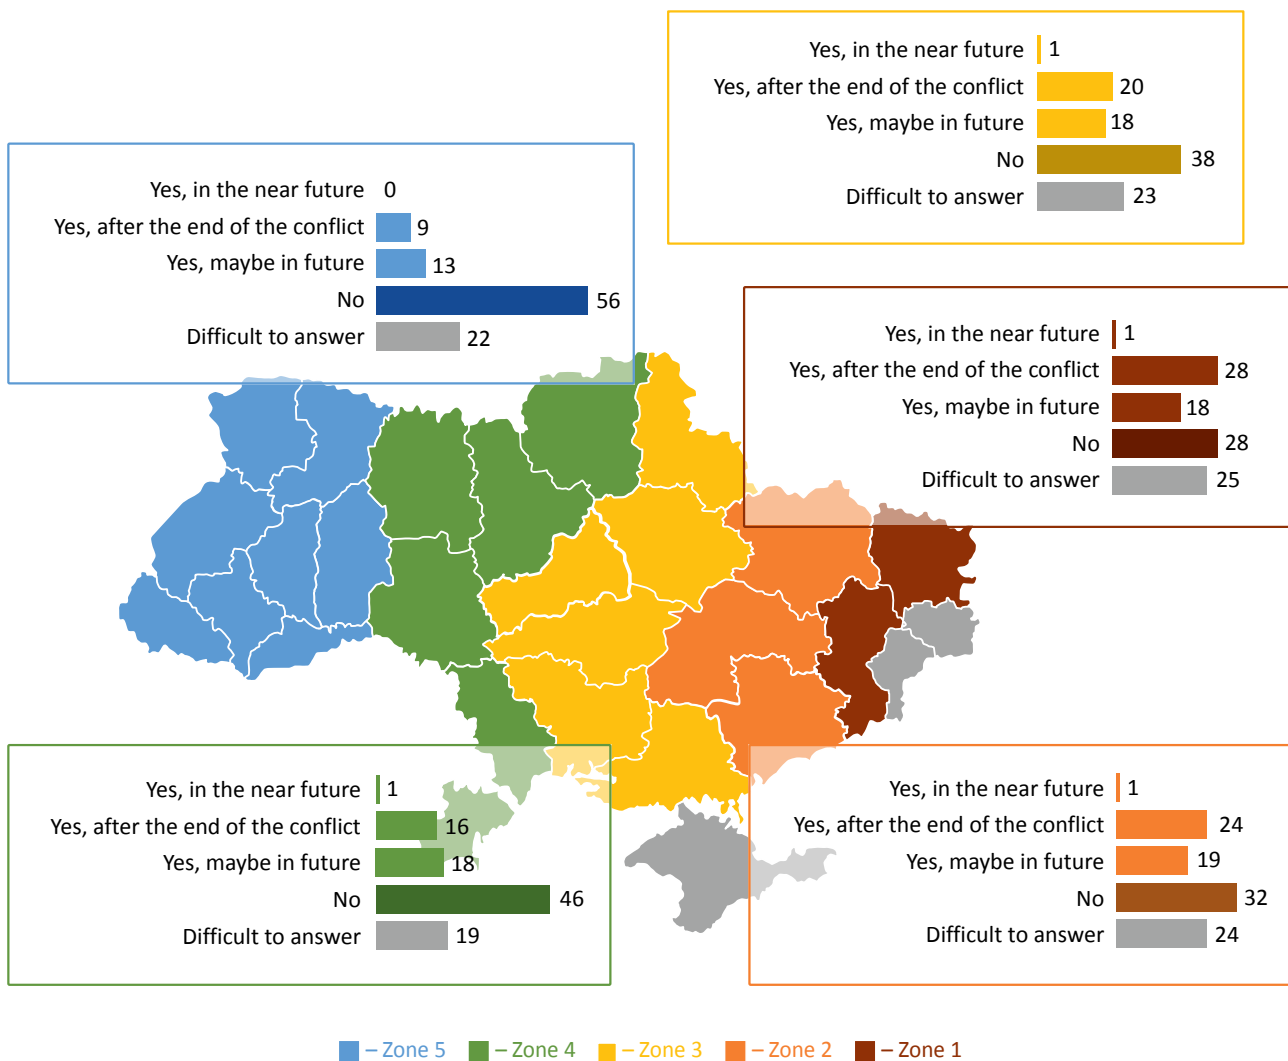 Yes, in the near future 1
Yes, after the end of the conflict 20
Yes, maybe in future 18
No 38
Difficult to answer 23
Yes, in the near future 0
Yes, after the end of the conflict 9
Yes, maybe in future 13
No 56
Difficult to answer 22
Yes, in the near future 1
Yes, after the end of the conflict 28
Yes, maybe in future 18
No 28
Difficult to answer 25
Yes, in the near future 1
Yes, after the end of the conflict 16
Yes, maybe in future 18
No 46
Difficult to answer 19
Yes, in the near future 1
Yes, after the end of the conflict 24
Yes, maybe in future 19
No 32
Difficult to answer 24
– Zone 5 – Zone 4 – Zone 3 – Zone 2 – Zone 1